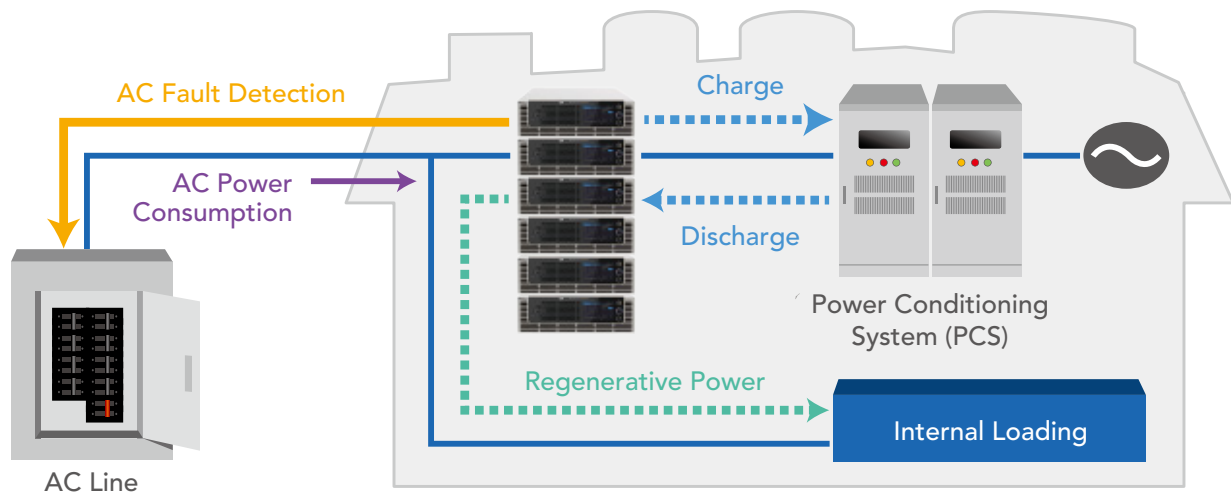 AC Fault Detection
Charge
AC Power
Consumption
Discharge
Power Conditioning
System (PCS)
Regenerative Power
Internal Loading
AC Line